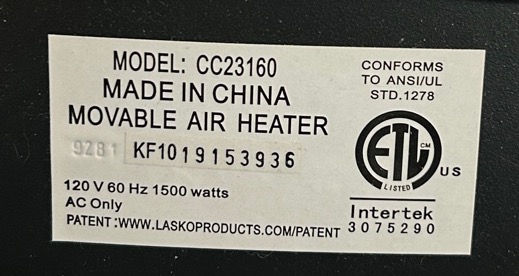 MODEL: CC23160
MADE IN CHINA
MOVABLE AIR HEATER
9281 KF1019153936
120 V 60 Hz 1500 watts
AC Only
PATENT:WWW.LASKOPRODUCTS.COM/PATENT
CONFORMS
TO ANSI/UL
STD.1278
ETL CM
US
LISTED
Intertek
3075290